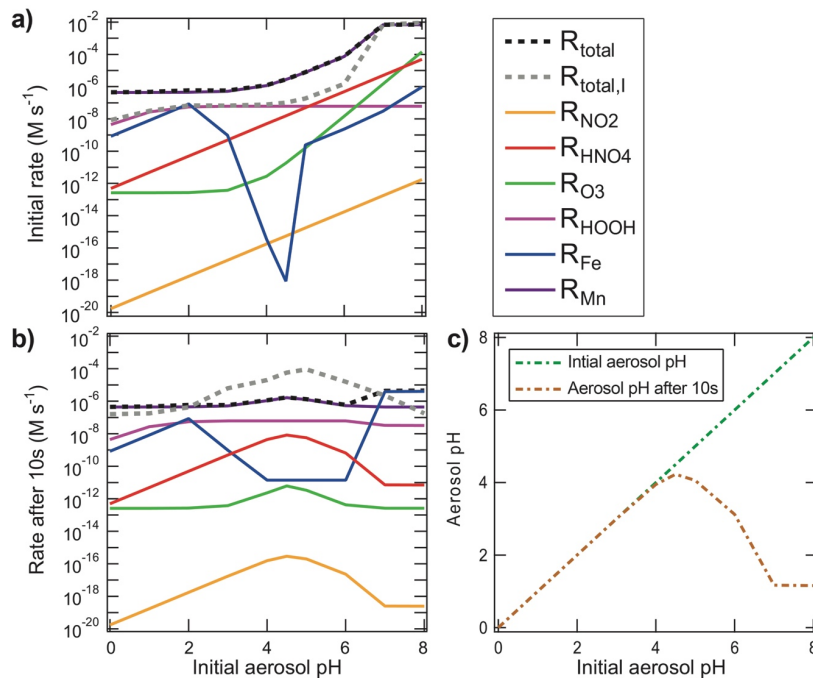 a)
Initial rate (M s⁻¹)
10⁻²
10⁻⁴
10⁻⁶
10⁻⁸
10⁻¹⁰
10⁻¹²
10⁻¹⁴
10⁻¹⁶
10⁻¹⁸
10⁻²⁰
R_total
R_total,I
R_NO2
R_HNO4
R_O3
R_HOOH
R_Fe
R_Mn
b)
Rate after 10s (M s⁻¹)
10⁻²
10⁻⁴
10⁻⁶
10⁻⁸
10⁻¹⁰
10⁻¹²
10⁻¹⁴
10⁻¹⁶
10⁻¹⁸
10⁻²⁰
0 2 4 6 8
Initial aerosol pH
c)
Intial aerosol pH
Aerosol pH after 10s
Aerosol pH
8
6
4
2
0
0 2 4 6 8
Initial aerosol pH